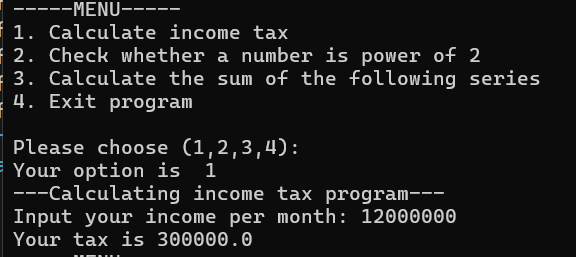 -----MENU-----
1. Calculate income tax
2. Check whether a number is power of 2
3. Calculate the sum of the following series
4. Exit program
Please choose (1,2,3,4):
Your option is  1
---Calculating income tax program---
Input your income per month: 12000000
Your tax is 300000.0